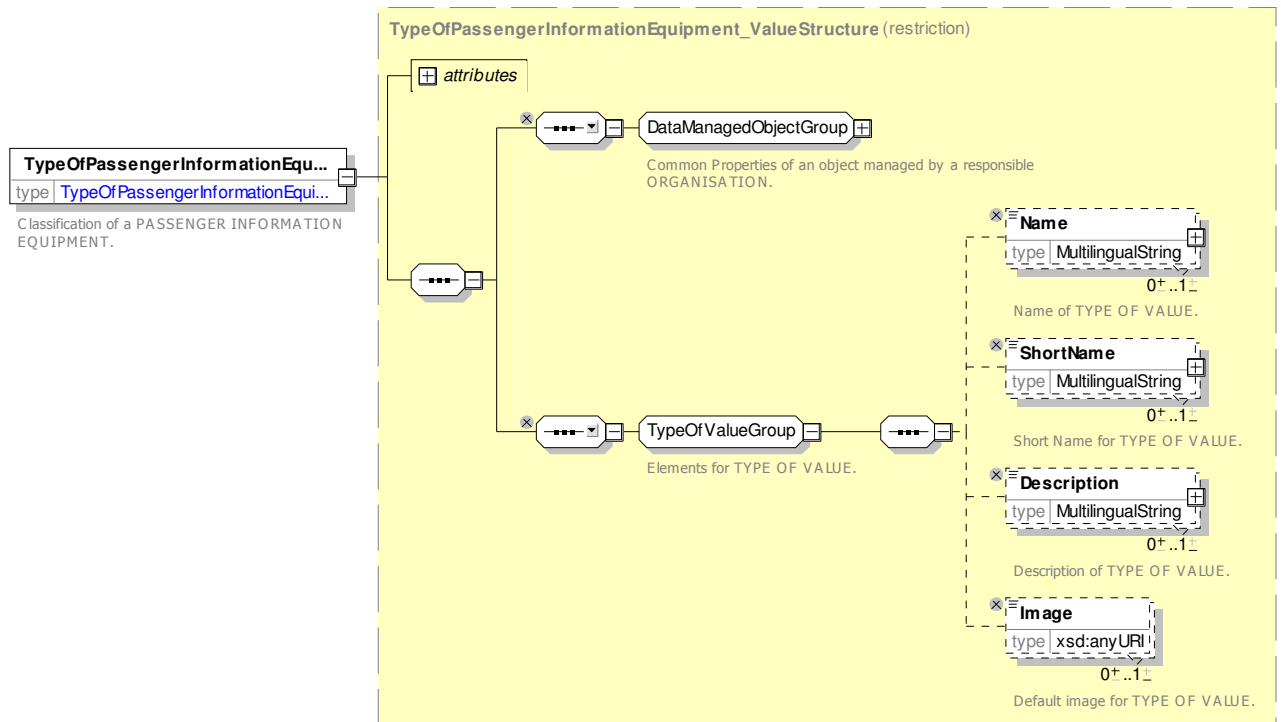 TypeOfPassengerInformationEquipment_ValueStructure (restriction)
attributes
DataManagedObjectGroup
Common Properties of an object managed by a responsible
ORGANISATION.
TypeOfPassengerInformationEqu...
type TypeOfPassengerInformationEqui...
Classification of a PASSENGER INFORMATION
EQUIPMENT.
Name
type MultilingualString
0..1
Name of TYPE OF VALUE.
ShortName
type MultilingualString
0..1
Short Name for TYPE OF VALUE.
TypeOfValueGroup
Elements for TYPE OF VALUE.
Description
type MultilingualString
0..1
Description of TYPE OF VALUE.
Image
type xsd:anyURI
0..1
Default image for TYPE OF VALUE.